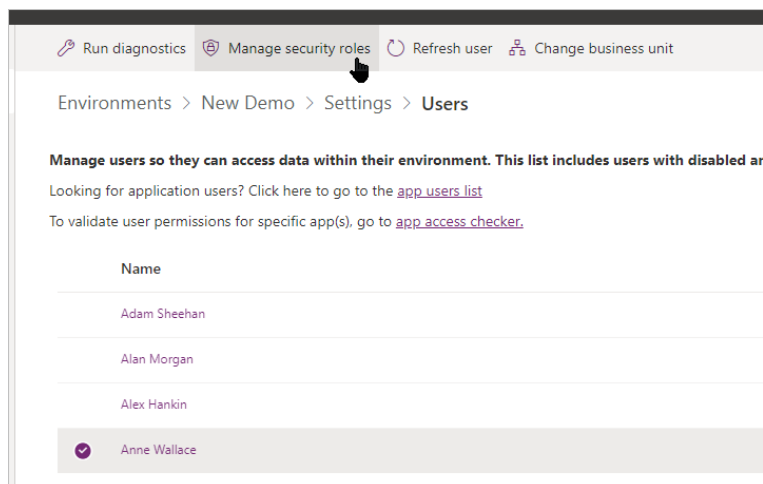 Run diagnostics Manage security roles Refresh user Change business unit
Environments > New Demo > Settings > Users
Manage users so they can access data within their environment. This list includes users with disabled
Looking for application users? Click here to go to the app users list
To validate user permissions for specific app(s), go to app access checker.
Name
Adam Sheehan
Alan Morgan
Alex Hankin
Anne Wallace